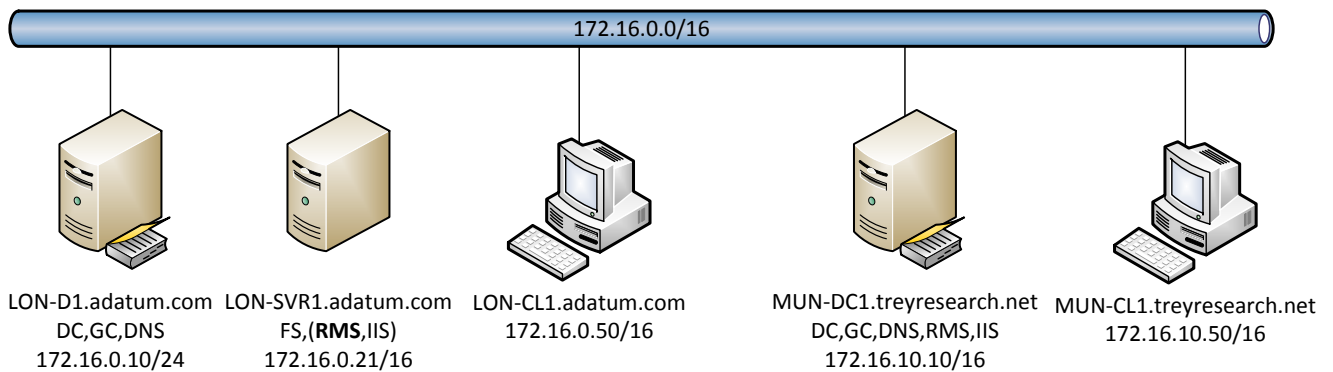 172.16.0.0/16
LON-D1.adatum.com
DC,GC,DNS
172.16.0.10/24
LON-SVR1.adatum.com
FS,(RMS,IIS)
172.16.0.21/16
LON-CL1.adatum.com
172.16.0.50/16
MUN-DC1.treyresearch.net
DC,GC,DNS,RMS,IIS
172.16.10.10/16
MUN-CL1.treyresearch.net
172.16.10.50/16